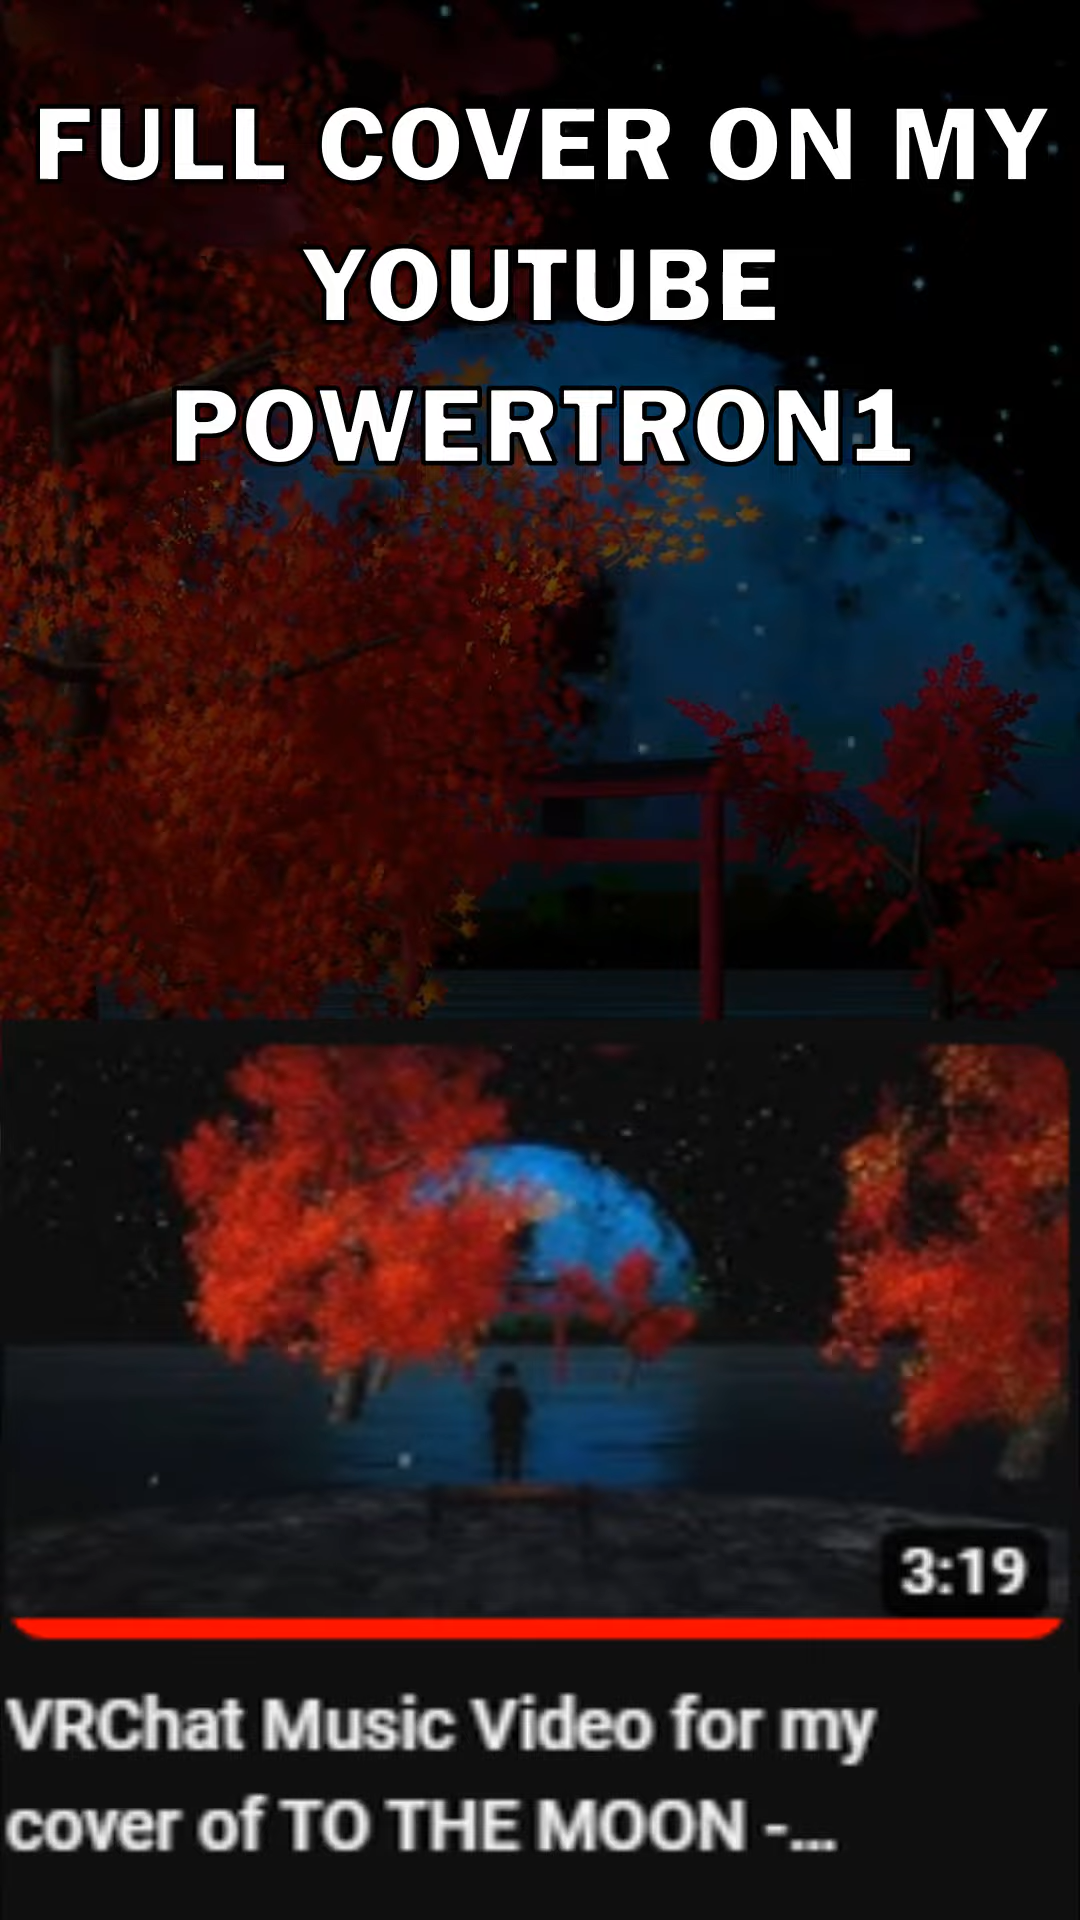 FULL COVER ON MY
YOUTUBE
POWERTRON1
3:19
VRChat Music Video for my
cover of TO THE MOON -...